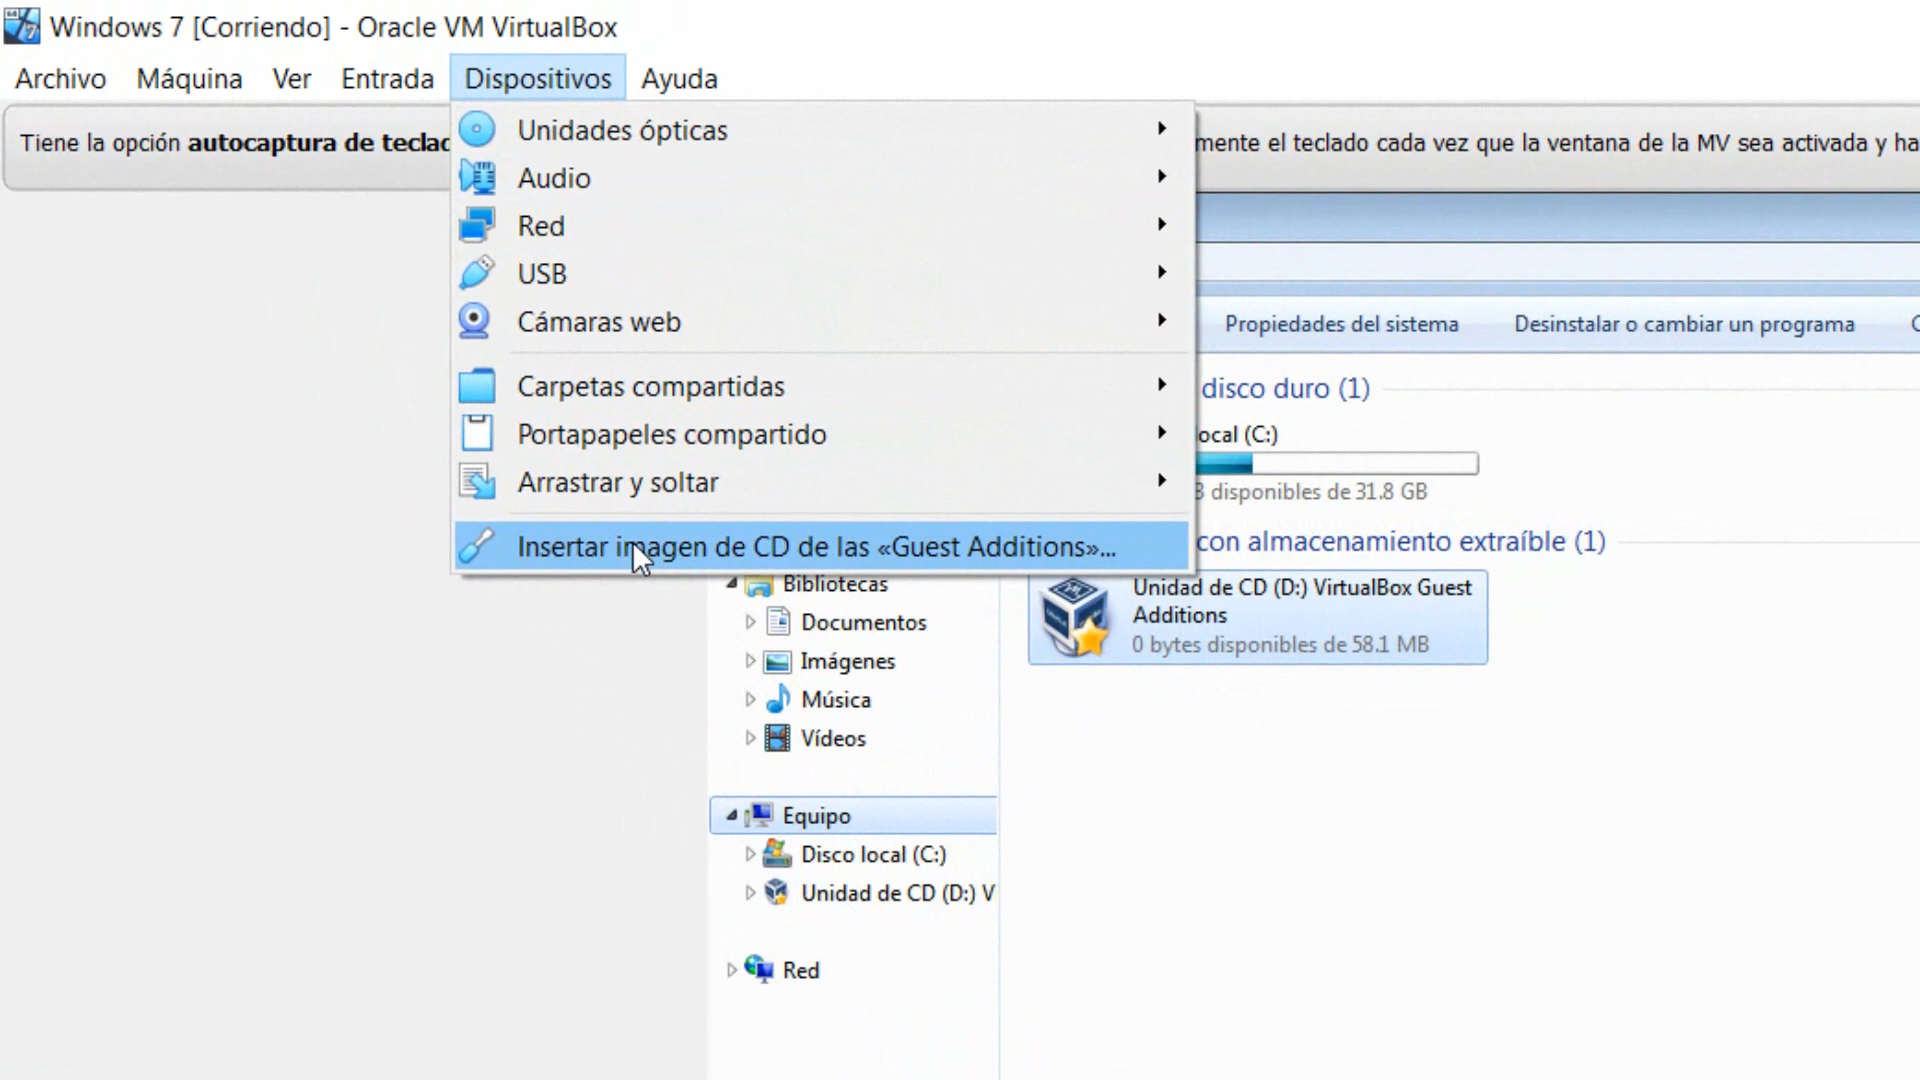 Windows 7 [Corriendo] - Oracle VM VirtualBox
Archivo Máquina Ver Entrada Dispositivos Ayuda
Tiene la opción autocaptura de teclad
mente el teclado cada vez que la ventana de la MV sea activada y ha
Unidades ópticas
Audio
Red
USB
Cámaras web
Carpetas compartidas
Portapapeles compartido
Arrastrar y soltar
Insertar imagen de CD de las «Guest Additions»...
Propiedades del sistema Desinstalar o cambiar un programa
disco duro (1)
ocal (C:)
disponibles de 31.8 GB
con almacenamiento extraíble (1)
Unidad de CD (D:) VirtualBox Guest
Additions
0 bytes disponibles de 58.1 MB
Bibliotecas
Documentos
Imágenes
Música
Vídeos
Equipo
Disco local (C:)
Unidad de CD (D:) V
Red